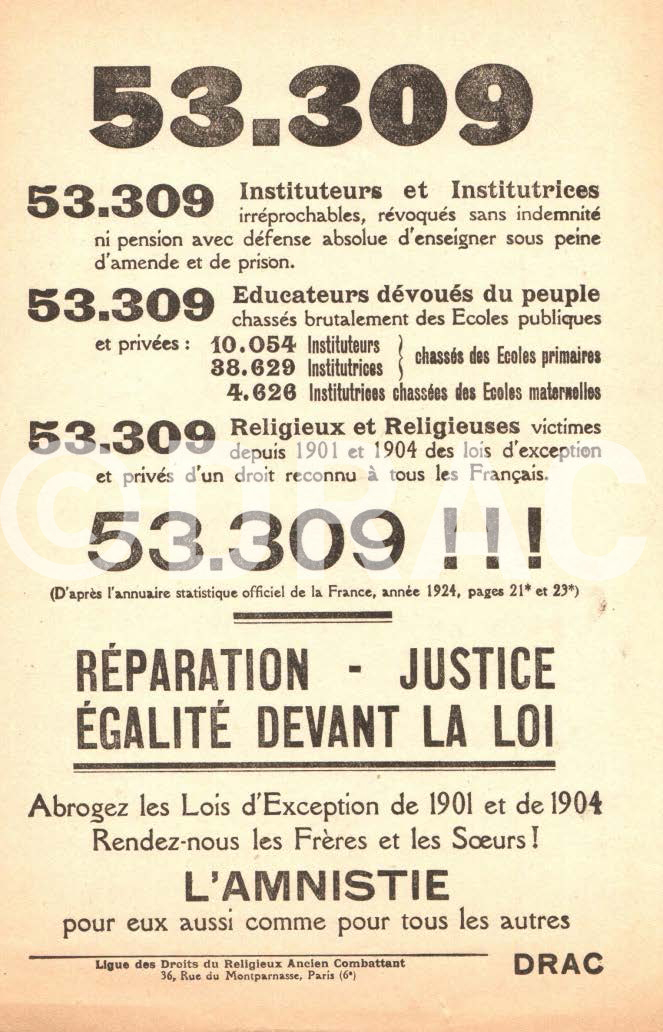 53.309
53.309 Instituteurs et Institutrices
irréprochables, révoqués sans indemnité
ni pension avec défense absolue d'enseigner sous peine
d'amende et de prison.
53.309 Educateurs dévoués du peuple
chassés brutalement des Ecoles publiques
et privées : 10.054 Instituteurs } chassés des Ecoles primaires
38.629 Institutrices
4.626 Institutrices chassées des Ecoles maternelles
53.309 Religieux et Religieuses victimes
depuis 1901 et 1904 des lois d'exception
et privés d'un droit reconnu à tous les Français.
©DRAC
53.309 !!!
(D'après l'annuaire statistique officiel de la France, année 1924, pages 21* et 23*)
RÉPARATION - JUSTICE
ÉGALITÉ DEVANT LA LOI
Abrogez les Lois d'Exception de 1901 et de 1904
Rendez-nous les Frères et les Sœurs !
L'AMNISTIE
pour eux aussi comme pour tous les autres
Ligue des Droits du Religieux Ancien Combattant
36, Rue du Montparnasse, Paris (6e)
DRAC